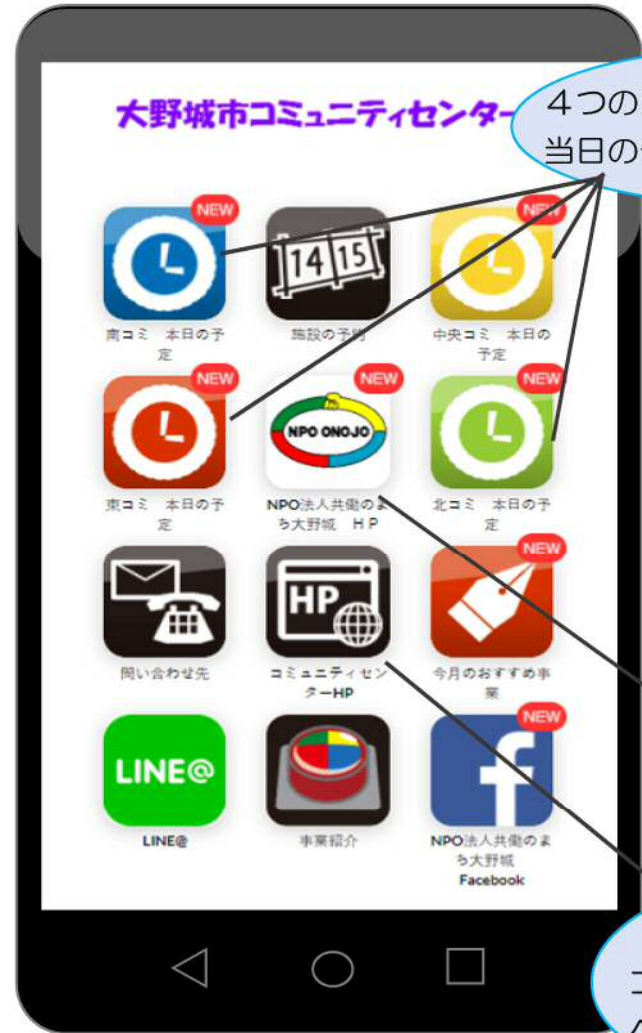 大野城市コミュニティセンター
４つの
当日の
NEW
NEW
14 15
南コミ 本日の予
定
施設の予約
中央コミ 本日の
予定
NEW
NEW
NEW
NPO ONOJO
東コミ 本日の予
定
NPO法人共働のま
ち大野城 ＨＰ
北コミ 本日の予
定
NEW
HP
問い合わせ先
コミュニティセン
ターHP
今月のおすすめ事
業
NEW
LINE@
f
LINE@
事業紹介
NPO法人共働のま
ち大野城
Facebook